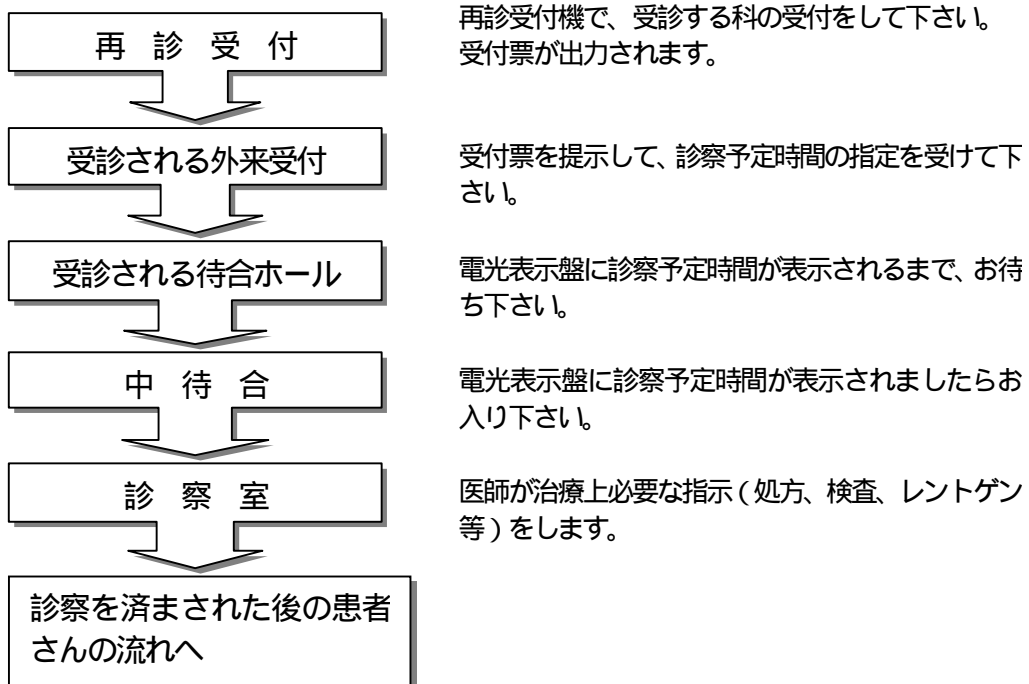 再診受付
再診受付機で、受診する科の受付をして下さい。
受付票が出力されます。
受診される外来受付
受付票を提示して、診察予定時間の指定を受けて下
さい。
受診される待合ホール
電光表示盤に診察予定時間が表示されるまで、お待
ち下さい。
中待合
電光表示盤に診察予定時間が表示されましたらお
入り下さい。
診察室
医師が治療上必要な指示(処方、検査、レントゲン
等)をします。
診察を済まされた後の患者
さんの流れへ